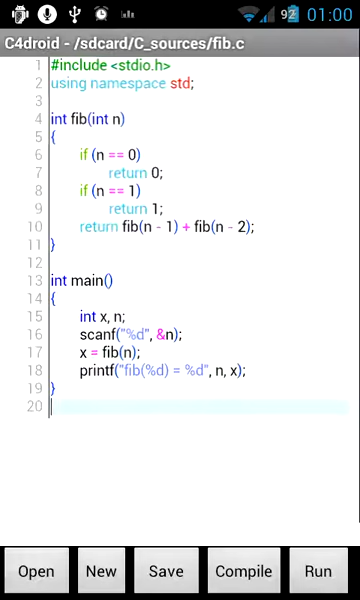 92 01:00
C4droid - /sdcard/C_sources/fib.c
1 #include <stdio.h>
2 using namespace std;
3
4 int fib(int n)
5 {
6 if (n == 0)
7 return 0;
8 if (n == 1)
9 return 1;
10 return fib(n - 1) + fib(n - 2);
11 }
12
13 int main()
14 {
15 int x, n;
16 scanf("%d", &n);
17 x = fib(n);
18 printf("fib(%d) = %d", n, x);
19 }
20
Open New Save Compile Run